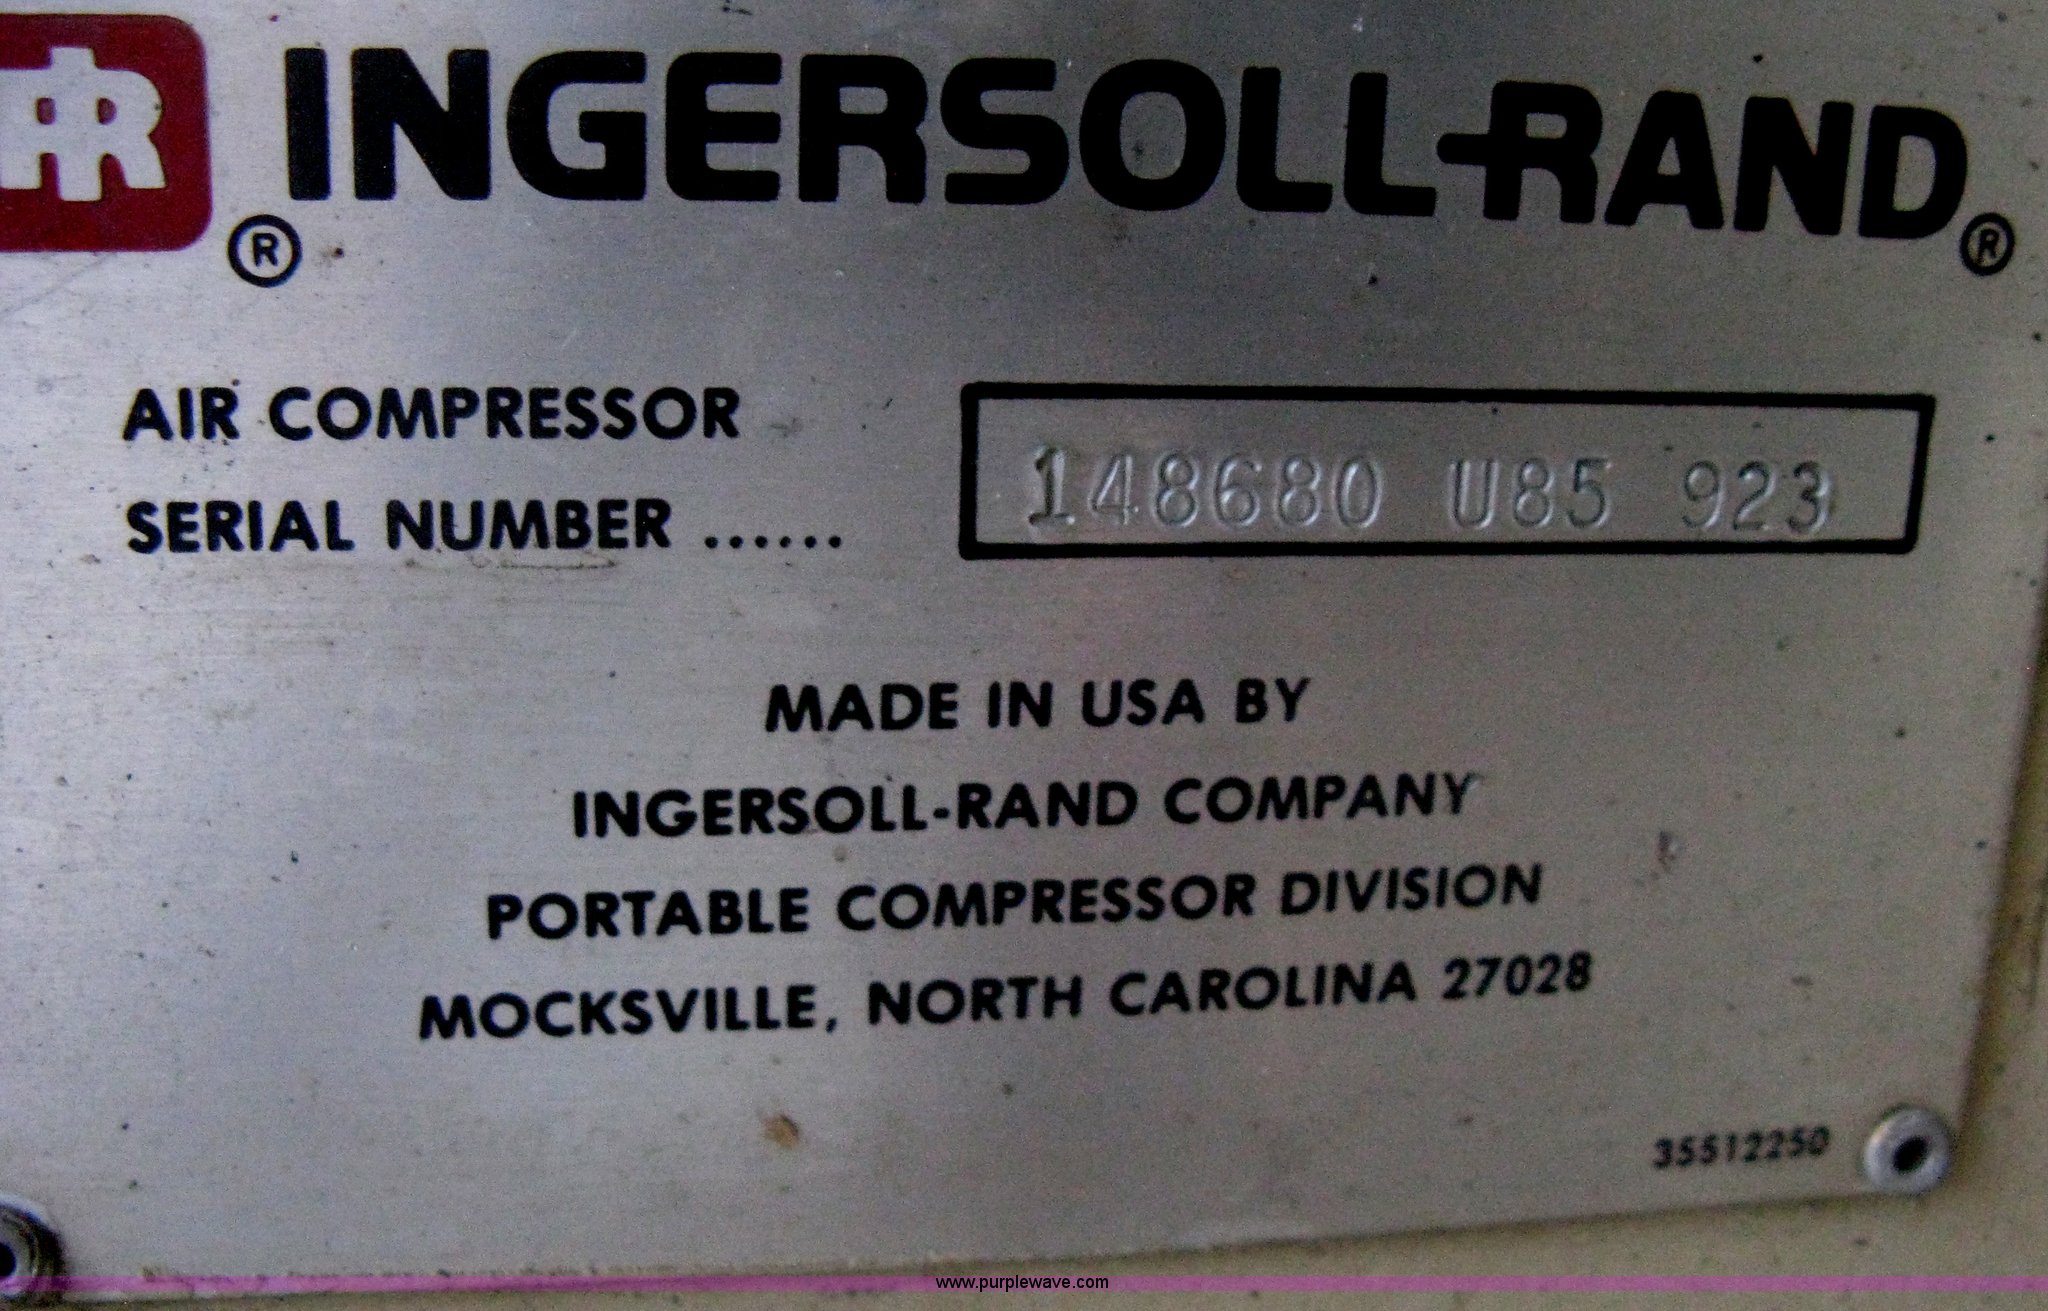 IR ® INGERSOLL-RAND®
AIR COMPRESSOR
SERIAL NUMBER ...... 148680 U85 923
MADE IN USA BY
INGERSOLL-RAND COMPANY
PORTABLE COMPRESSOR DIVISION
MOCKSVILLE, NORTH CAROLINA 27028
35512250
www.purplewave.com